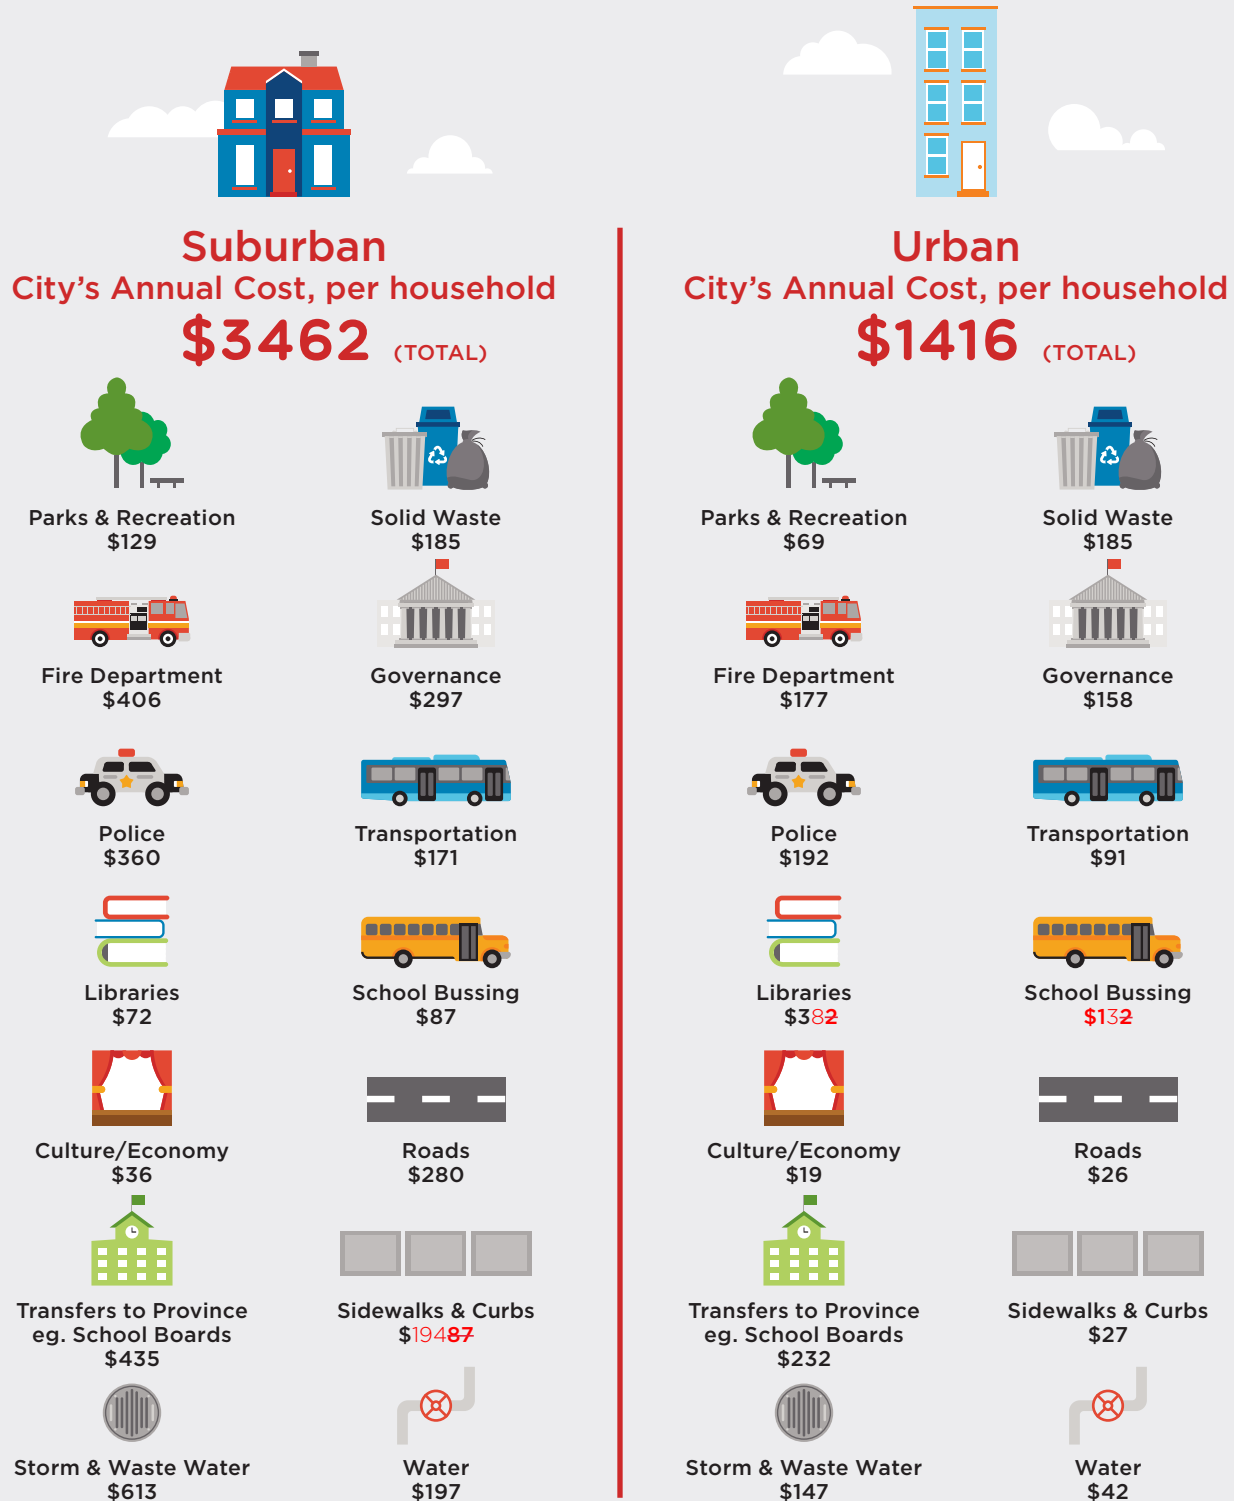 Suburban
City's Annual Cost, per household
$3462 (TOTAL)
Parks & Recreation
$129
Solid Waste
$185
Fire Department
$406
Governance
$297
Police
$360
Transportation
$171
Libraries
$72
School Bussing
$87
Culture/Economy
$36
Roads
$280
Transfers to Province
eg. School Boards
$435
Sidewalks & Curbs
$19487
Storm & Waste Water
$613
Water
$197
Urban
City's Annual Cost, per household
$1416 (TOTAL)
Parks & Recreation
$69
Solid Waste
$185
Fire Department
$177
Governance
$158
Police
$192
Transportation
$91
Libraries
$382
School Bussing
$132
Culture/Economy
$19
Roads
$26
Transfers to Province
eg. School Boards
$232
Sidewalks & Curbs
$27
Storm & Waste Water
$147
Water
$42